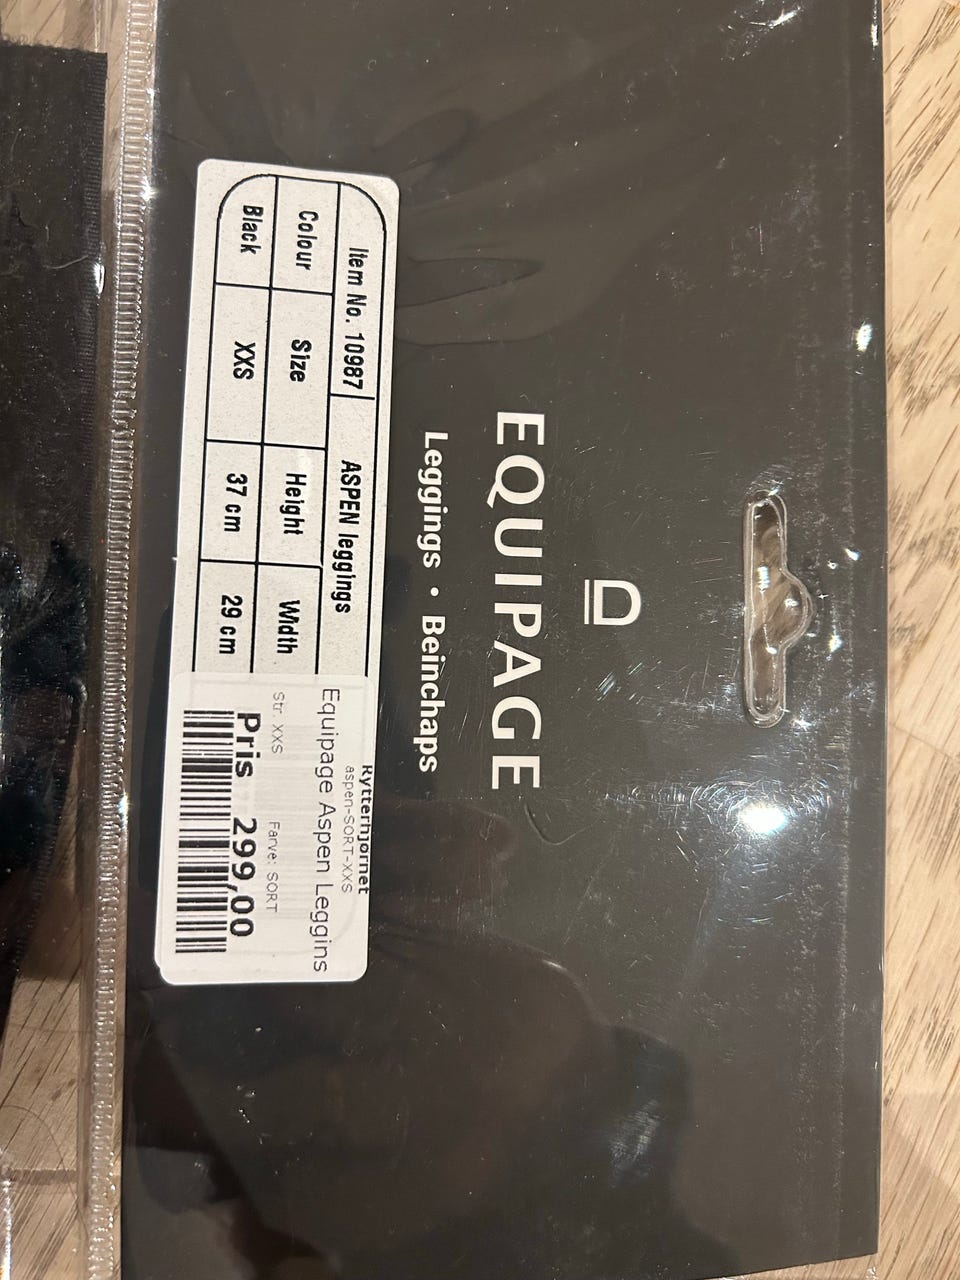 EQUIPAGE
Leggings • Beinchaps
Item No. 10987 ASPEN leggings
Colour Size Height Width
Black XXS 37 cm 29 cm
Rytterhjørnet
aspen-SORT-XXS
Equipage Aspen Leggins
Str. XXS Farve: SORT
Pris 299,00